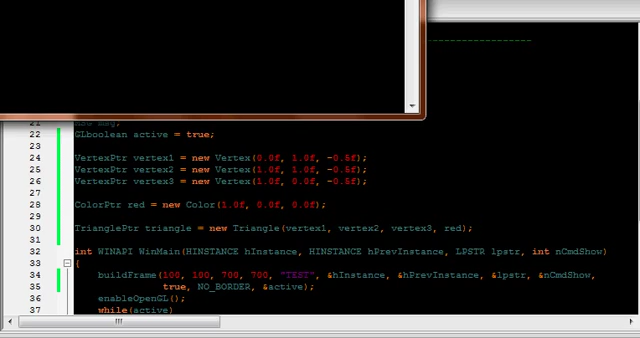 22 GLboolean active = true;
23
24 VertexPtr vertex1 = new Vertex(0.0f, 1.0f, -0.5f);
25 VertexPtr vertex2 = new Vertex(1.0f, 1.0f, -0.5f);
26 VertexPtr vertex3 = new Vertex(1.0f, 0.0f, -0.5f);
28 ColorPtr red = new Color(1.0f, 0.0f, 0.0f);
30 TrianglePtr triangle = new Triangle(vertex1, vertex2, vertex3, red);
31
32 int WINAPI WinMain(HINSTANCE hInstance, HINSTANCE hPrevInstance, LPSTR lpstr, int nCmdShow)
33 {
34 buildFrame(100, 100, 700, 700, "TEST", &hInstance, &hPrevInstance, &lpstr, &nCmdShow,
35 true, NO_BORDER, &active);
36 enableOpenGL();
37 while(active)